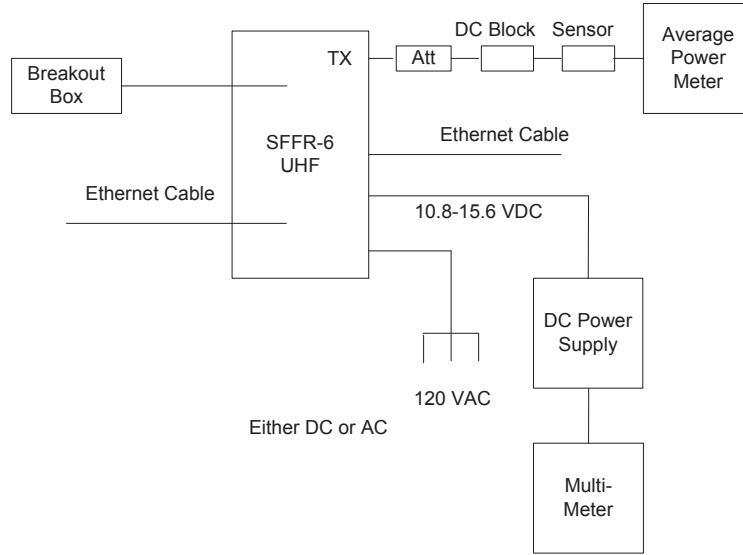 DC Block
Sensor
Average
Power
Meter
TX
Att
Breakout
Box
SFFR-6
UHF
Ethernet Cable
Ethernet Cable
10.8-15.6 VDC
DC Power
Supply
120 VAC
Either DC or AC
Multi-
Meter